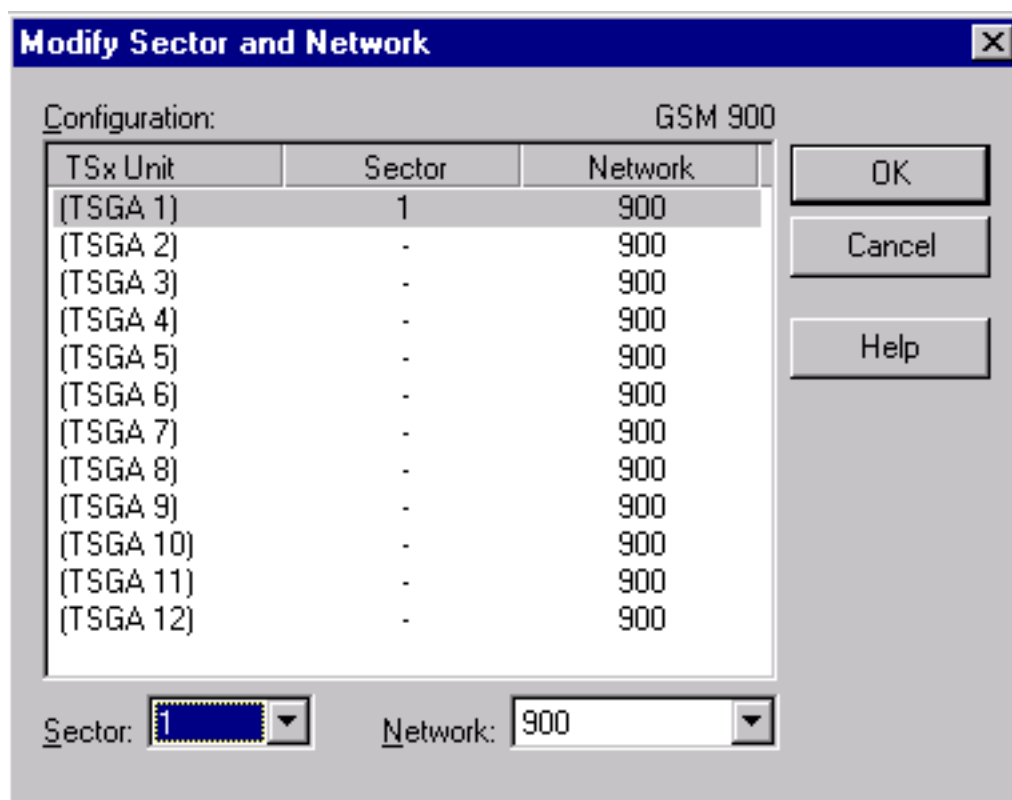 Modify Sector and Network
Configuration: GSM 900
TSx Unit Sector Network
(TSGA 1) 1 900
(TSGA 2) - 900
(TSGA 3) - 900
(TSGA 4) - 900
(TSGA 5) - 900
(TSGA 6) - 900
(TSGA 7) - 900
(TSGA 8) - 900
(TSGA 9) - 900
(TSGA 10) - 900
(TSGA 11) - 900
(TSGA 12) - 900
Sector: 1 Network: 900
OK
Cancel
Help